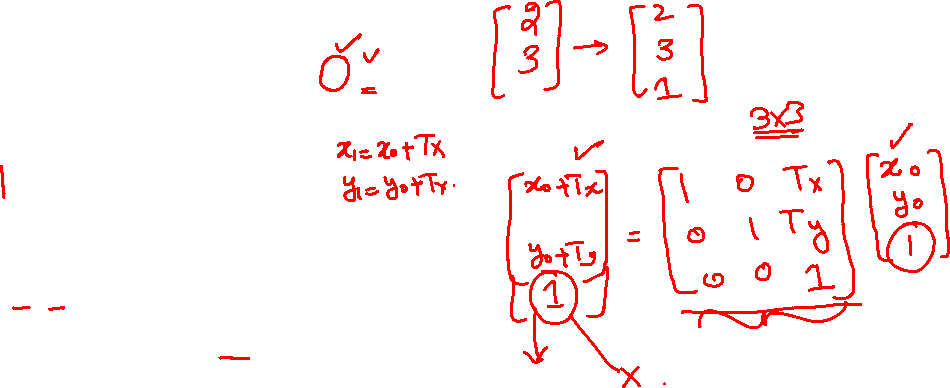 0 ✓ ✓ =
[2 3] → [2 3 1]
3x3
x₁ = x₀ + Tx
y₁ = y₀ + Ty.
[x₀+Tx y₀+Ty 1] = [1 0 Tx 0 1 Ty 0 0 1] [x₀ y₀ 1]
x .